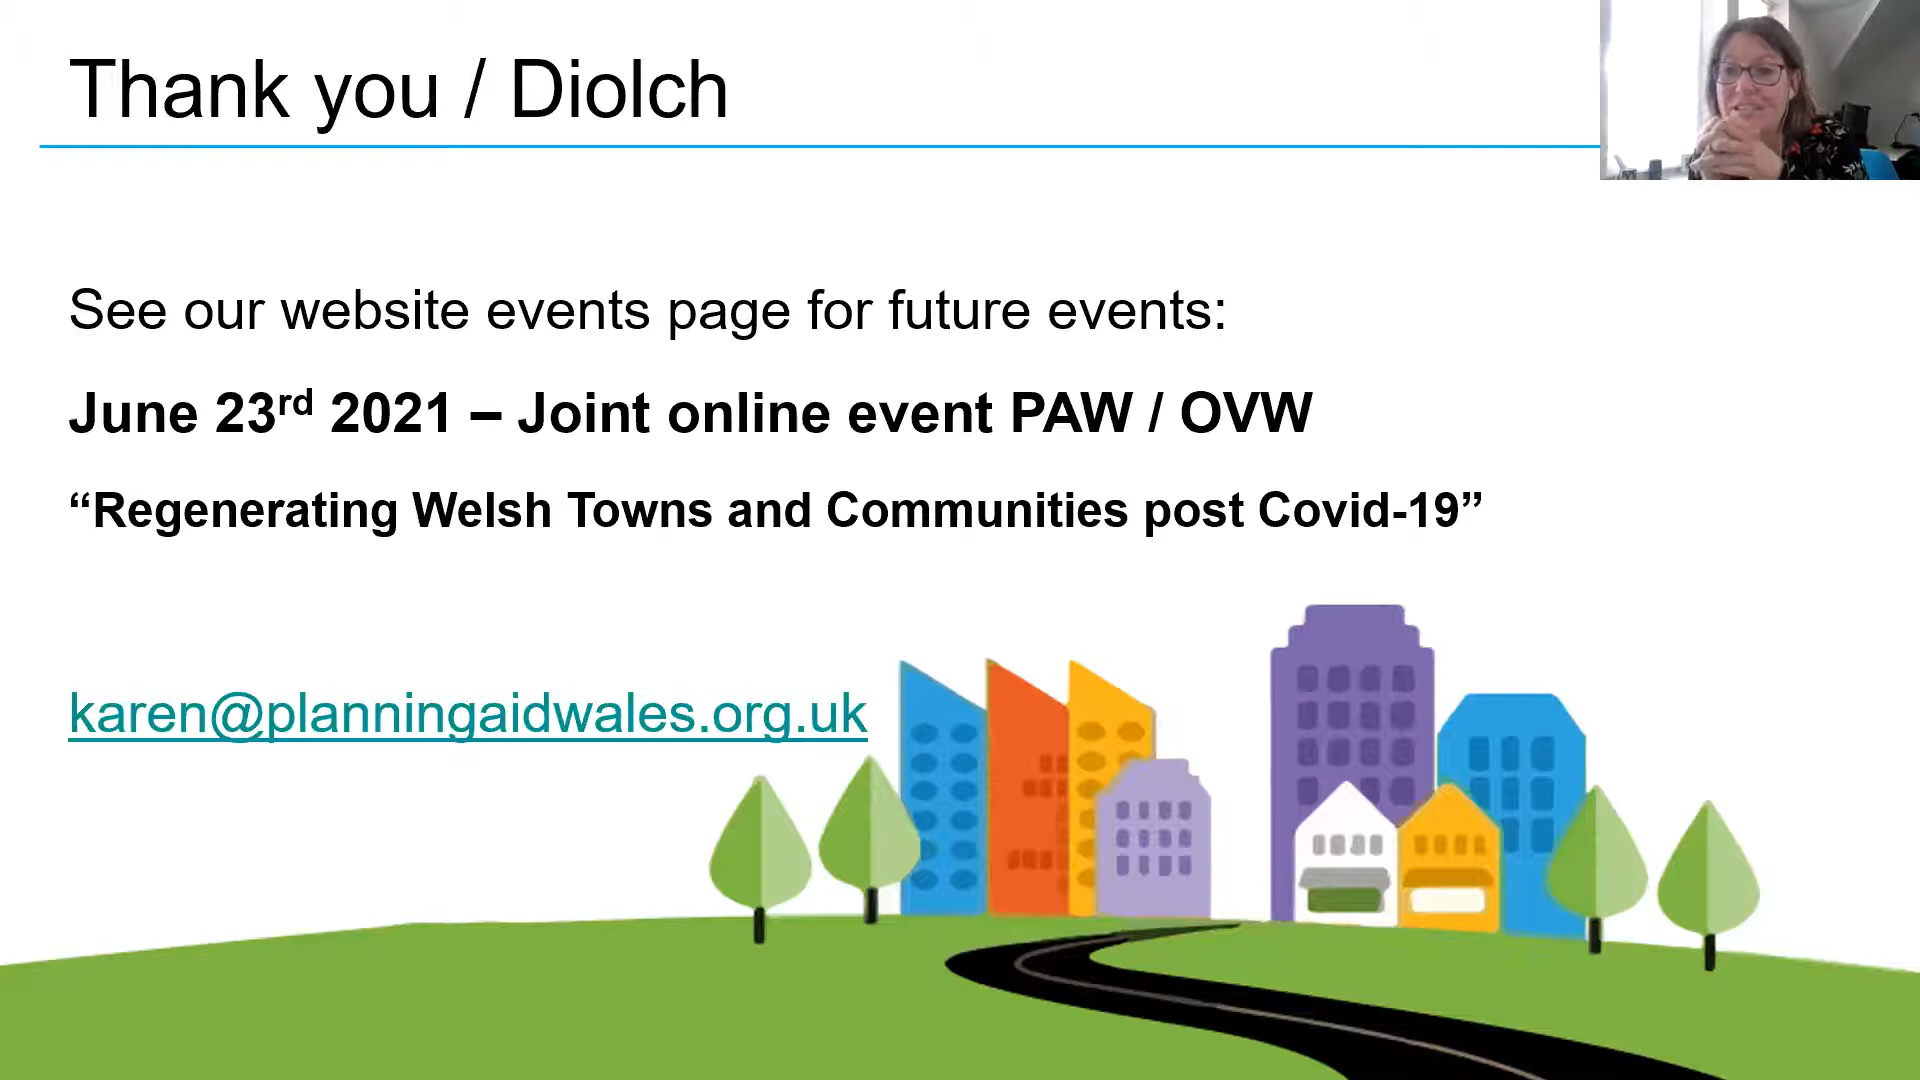 Thank you / Diolch
See our website events page for future events:
June 23rd 2021 – Joint online event PAW / OVW
“Regenerating Welsh Towns and Communities post Covid-19”
karen@planningaidwales.org.uk